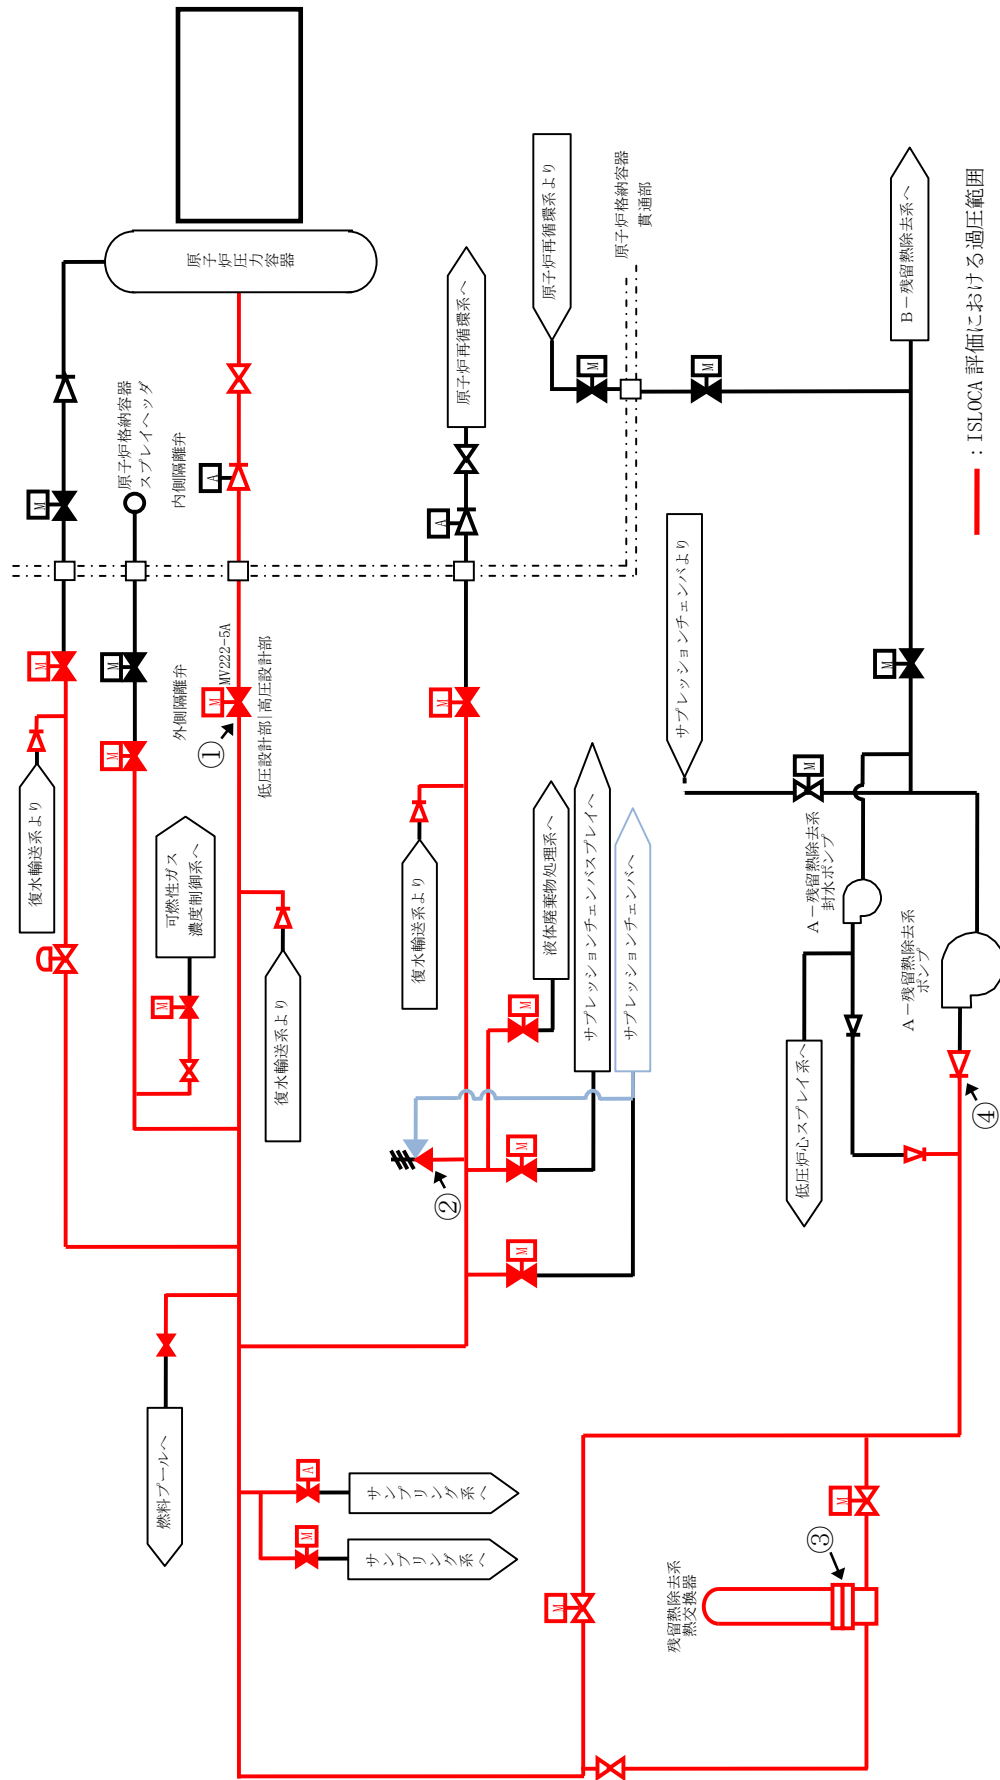 原子炉圧力容器
原子炉格納容器
スプレイヘッダ
内側隔離弁
A
M
原子炉再循環系へ
A
原子炉再循環系より
原子炉格納容器
貫通部
M
M
B－残留熱除去系へ
：ISLOCA 評価における過圧範囲
M
M
M
外側隔離弁
M
MV222-5A
①
低圧設計部|高圧設計部
M
サプレッションチェンバより
M
M
復水輸送系より
可燃性ガス
濃度制御系へ
M
復水輸送系より
復水輸送系より
液体廃棄物処理系へ
サプレッションチェンバスプレイへ
サプレッションチェンバへ
M
M
M
②
A－残留熱除去系
封水ポンプ
A－残留熱除去系
ポンプ
低圧炉心スプレイ系へ
④
燃料プールへ
A
サンプリング系へ
M
サンプリング系へ
M
M
③
残留熱除去系
熱交換器